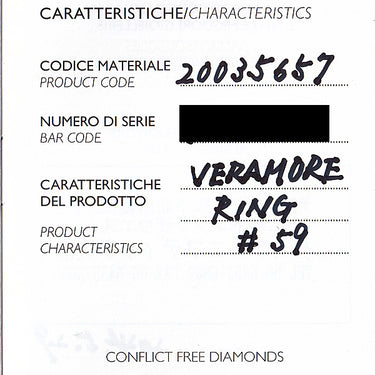 CARATTERISTICHE/CHARACTERISTICS
CODICE MATERIALE 20035657
PRODUCT CODE
NUMERO DI SERIE
BAR CODE
CARATTERISTICHE VERAMORE
DEL PRODOTTO RING
PRODUCT # 59
CHARACTERISTICS
CONFLICT FREE DIAMONDS